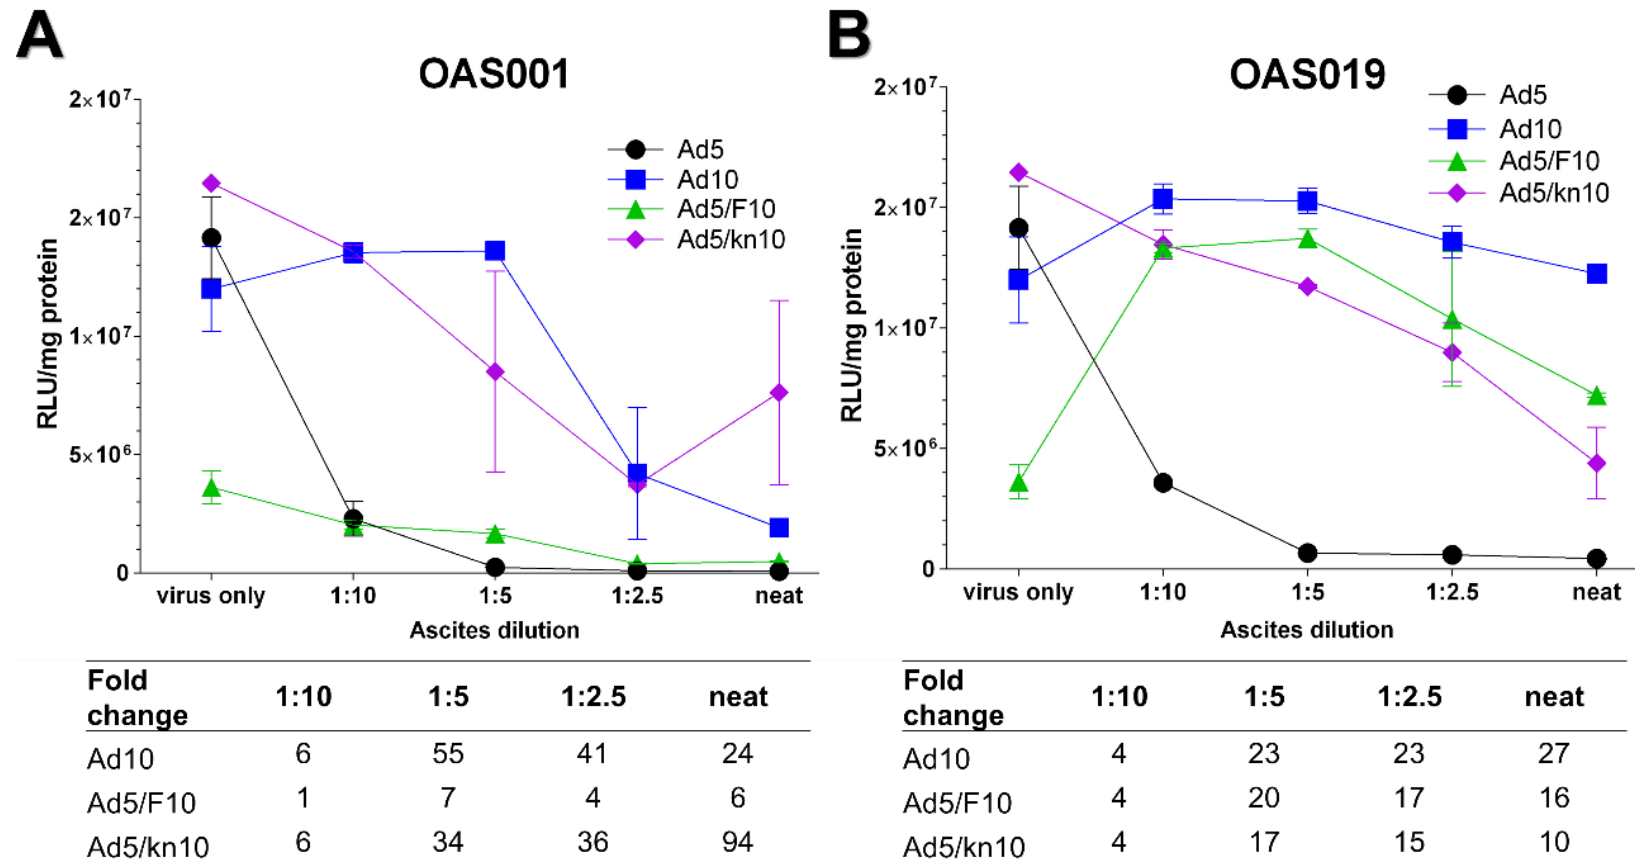 A
OAS001
2×10⁷
2×10⁷
1×10⁷
5×10⁶
0
RLU/mg protein
Ad5
Ad10
Ad5/F10
Ad5/kn10
virus only 1:10 1:5 1:2.5 neat
Ascites dilution
Fold change 1:10 1:5 1:2.5 neat
Ad10 6 55 41 24
Ad5/F10 1 7 4 6
Ad5/kn10 6 34 36 94
B
OAS019
2×10⁷
2×10⁷
1×10⁷
5×10⁶
0
RLU/mg protein
Ad5
Ad10
Ad5/F10
Ad5/kn10
virus only 1:10 1:5 1:2.5 neat
Ascites dilution
Fold change 1:10 1:5 1:2.5 neat
Ad10 4 23 23 27
Ad5/F10 4 20 17 16
Ad5/kn10 4 17 15 10